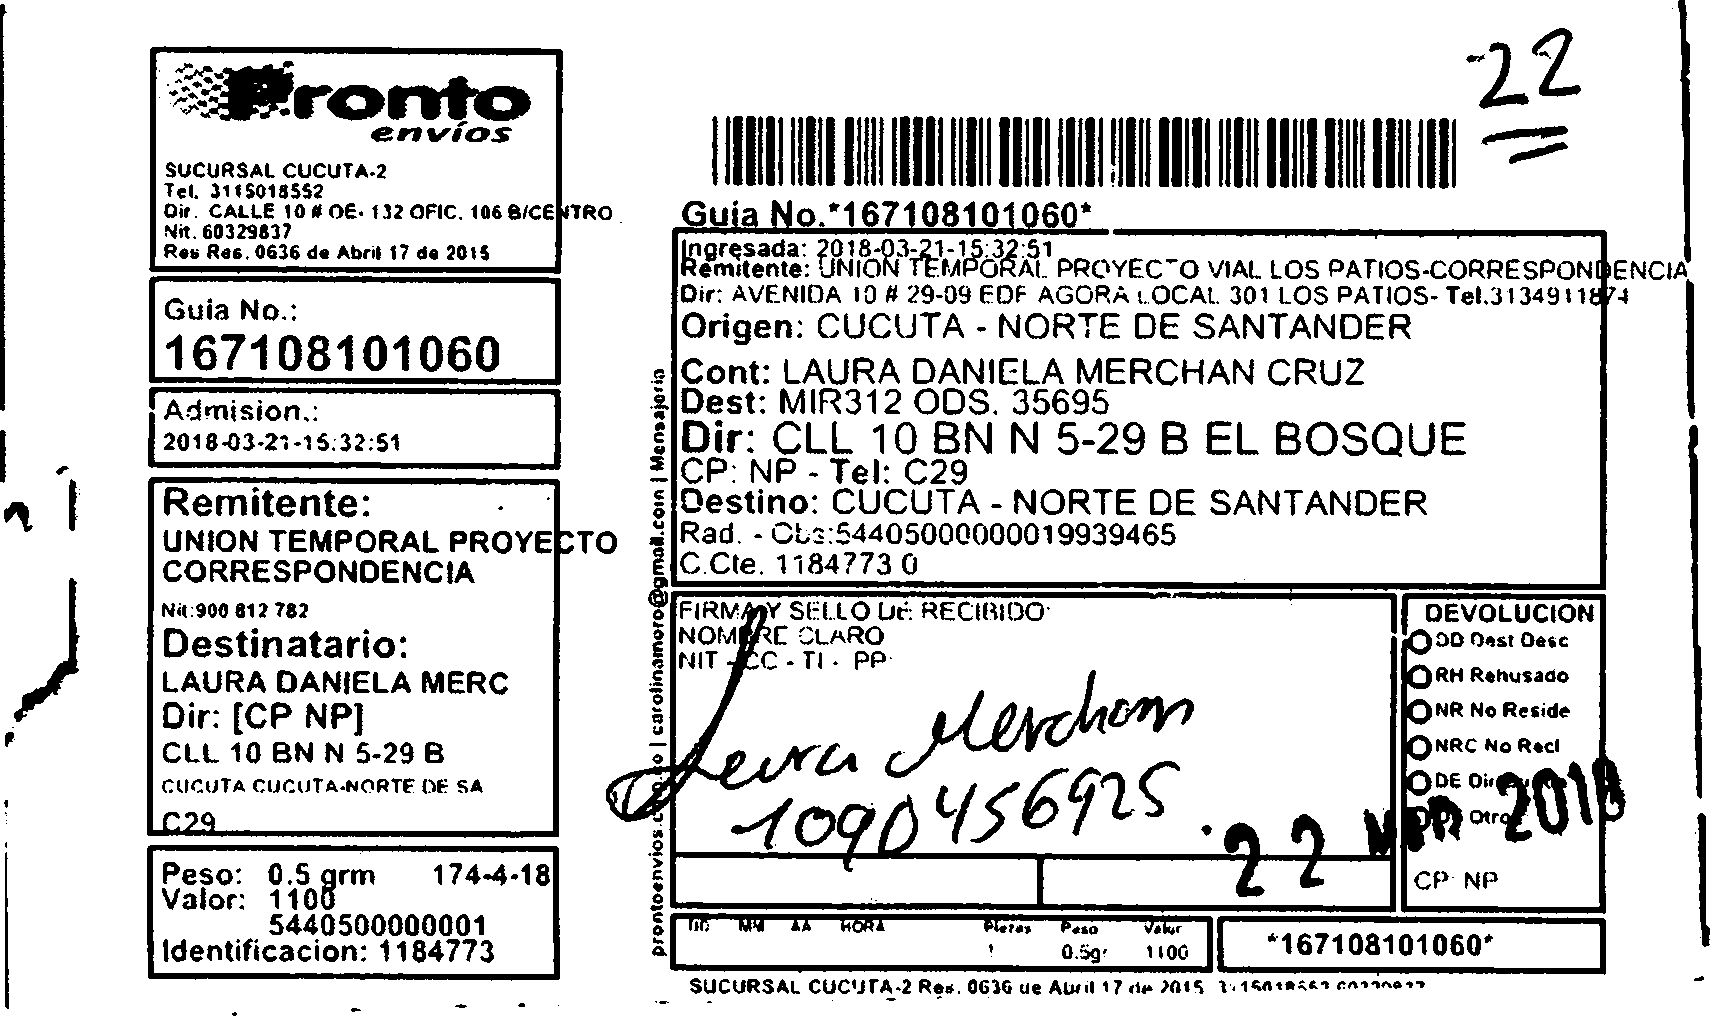 Pronto
envíos
SUCURSAL CUCUTA-2
Tel. 3115018552
Dir. CALLE 10 # OE- 132 OFIC. 106 B/CENTRO
Nit. 60329837
Res Res. 0636 de Abril 17 de 2015
Guia No.:
167108101060
Admision.:
2018-03-21-15:32:51
Remitente:
UNION TEMPORAL PROYECTO
CORRESPONDENCIA
Nit:900 812 782
Destinatario:
LAURA DANIELA MERC
Dir: [CP NP]
CLL 10 BN N 5-29 B
CUCUTA CUCUTA-NORTE DE SA
C29
Peso: 0.5 grm 174-4-18
Valor: 1100
5440500000001
Identificacion: 1184773
22
Guia No.*167108101060*
Ingresada: 2018-03-21-15:32:51
Remitente: UNION TEMPORAL PROYECTO VIAL LOS PATIOS-CORRESPONDENCIA
Dir: AVENIDA 10 # 29-09 EDF AGORA LOCAL 301 LOS PATIOS- Tel.3134911874
Origen: CUCUTA - NORTE DE SANTANDER
Cont: LAURA DANIELA MERCHAN CRUZ
Dest: MIR312 ODS. 35695
Dir: CLL 10 BN N 5-29 B EL BOSQUE
CP: NP - Tel: C29
Destino: CUCUTA - NORTE DE SANTANDER
Rad. - Obs:54405000000019939465
C.Cte. 1184773 0
prontoenvios.com.co | carolinamoro@gmail.com | Mensajeria
FIRMA Y SELLO DE RECIBIDO
NOMBRE CLARO
NIT - CC - TI - PP
Laura Merchan
1090456925
22 MAR 2018
DEVOLUCION
DD Dest Desc
RH Rehusado
NR No Reside
NRC No Recl
DE Dir
Otro
CP: NP
DD MM AA HORA Piezas Peso Valor
1 0.5gr 1100
*167108101060*
SUCURSAL CUCUTA-2 Res. 0636 de Abril 17 de 2015 3115018552 60329837